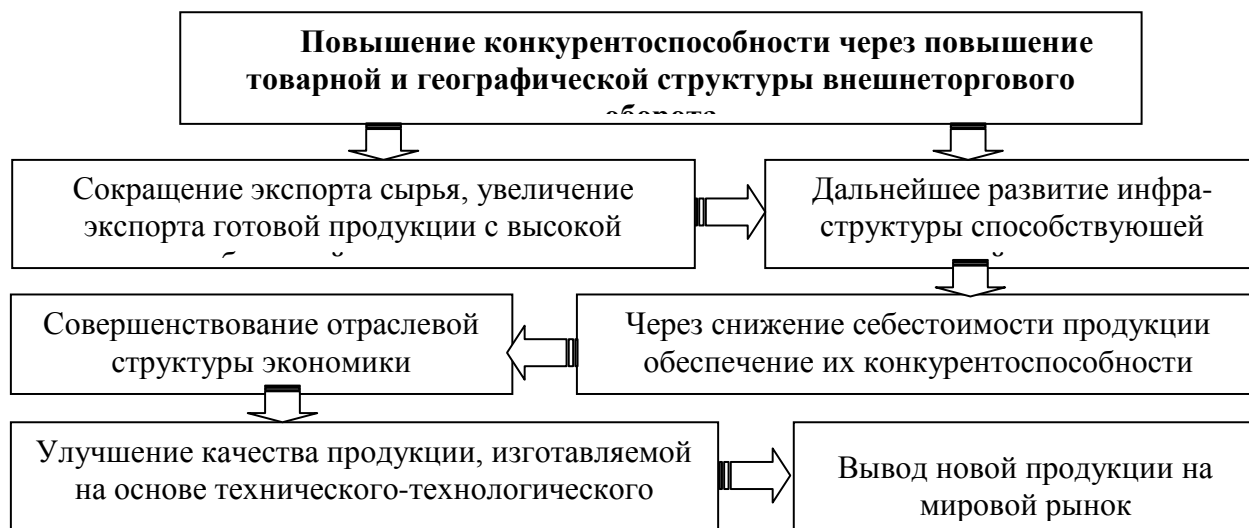 Повышение конкурентоспособности через повышение
товарной и географической структуры внешнеторгового
Сокращение экспорта сырья, увеличение
экспорта готовой продукции с высокой
Дальнейшее развитие инфра-
структуры способствуюшей
Через снижение себестоимости продукции
обеспечение их конкурентоспособности
Совершенствование отраслевой
структуры экономики
Улучшение качества продукции, изготавляемой
на основе технического-технологического
Вывод новой продукции на
мировой рынок